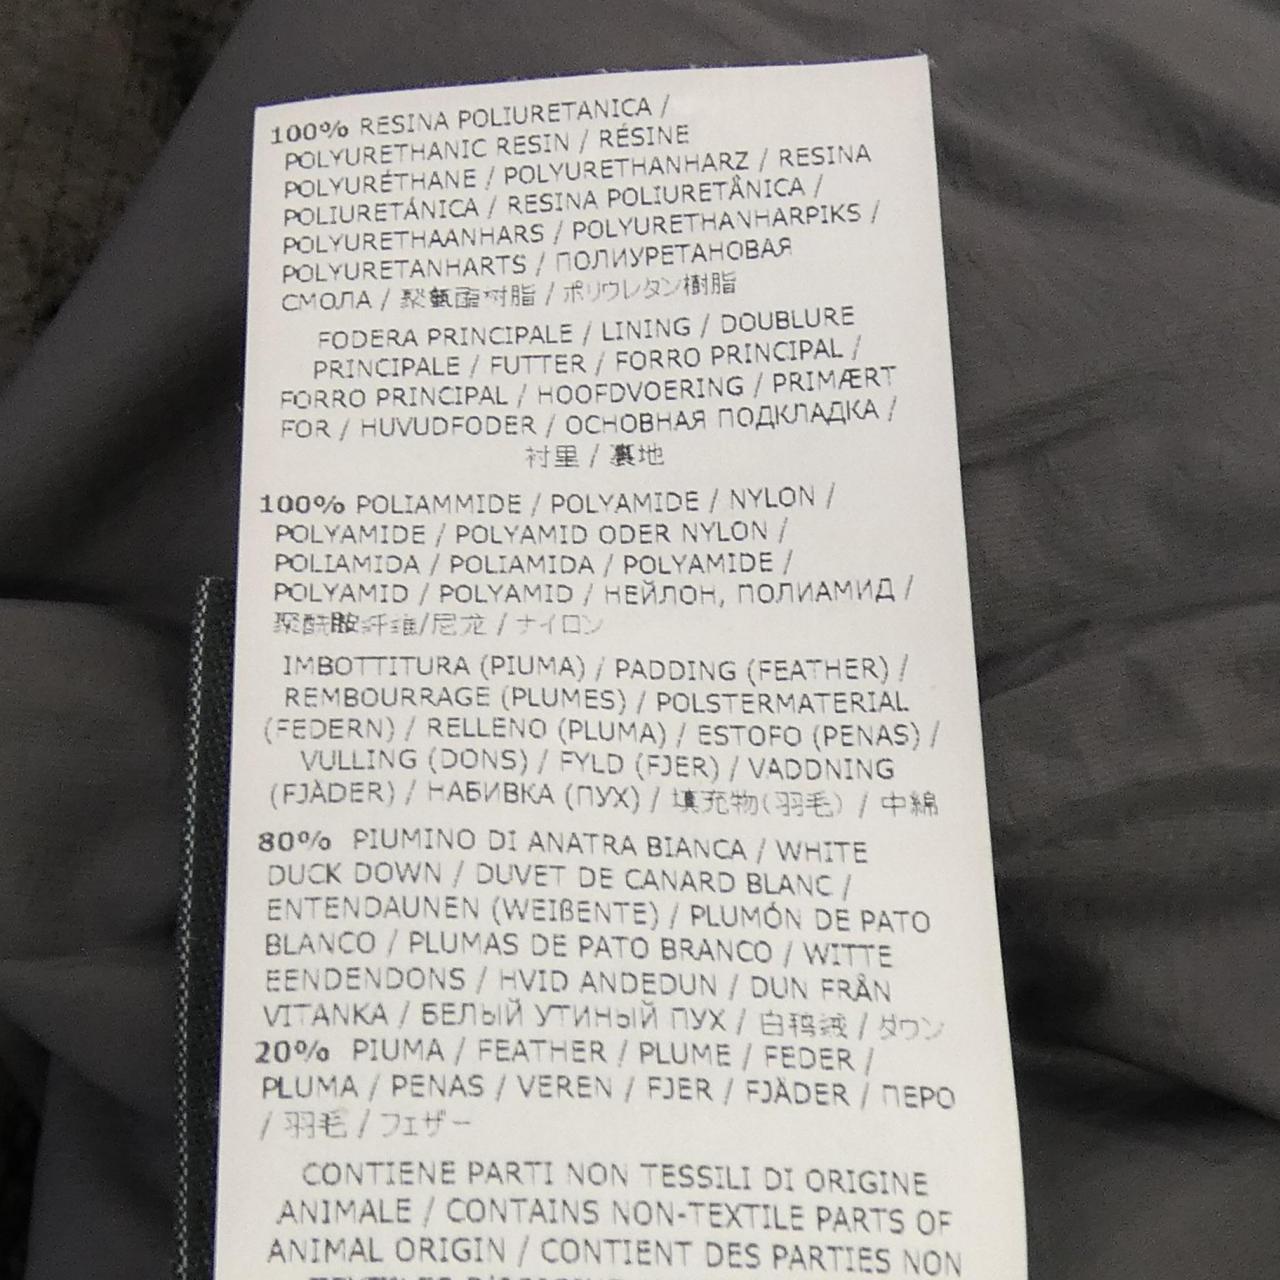 100% RESINA POLIURETANICA /
POLYURETHANIC RESIN / RÉSINE
POLYURÉTHANE / POLYURETHANHARZ / RESINA
POLIURETÁNICA / RESINA POLIURETÂNICA /
POLYURETHAANHARS / POLYURETHANHARPIKS /
POLYURETANHARTS / ПОЛИУРЕТАНОВАЯ
СМОЛА / 聚氨酯树脂 / ポリウレタン樹脂
FODERA PRINCIPALE / LINING / DOUBLURE
PRINCIPALE / FUTTER / FORRO PRINCIPAL /
FORRO PRINCIPAL / HOOFDVOERING / PRIMÆRT
FOR / HUVUDFODER / ОСНОВНАЯ ПОДКЛАДКА /
衬里 / 裏地
100% POLIAMMIDE / POLYAMIDE / NYLON /
POLYAMIDE / POLYAMID ODER NYLON /
POLIAMIDA / POLIAMIDA / POLYAMIDE /
POLYAMID / POLYAMID / НЕЙЛОН, ПОЛИАМИД /
聚酰胺纤维/尼龙 / ナイロン
IMBOTTITURA (PIUMA) / PADDING (FEATHER) /
REMBOURRAGE (PLUMES) / POLSTERMATERIAL
(FEDERN) / RELLENO (PLUMA) / ESTOFO (PENAS) /
VULLING (DONS) / FYLD (FJER) / VADDNING
(FJÄDER) / НАБИВКА (ПУХ) / 填充物(羽毛) / 中綿
80% PIUMINO DI ANATRA BIANCA / WHITE
DUCK DOWN / DUVET DE CANARD BLANC /
ENTENDAUNEN (WEIßENTE) / PLUMÓN DE PATO
BLANCO / PLUMAS DE PATO BRANCO / WITTE
EENDENDONS / HVID ANDEDUN / DUN FRÅN
VITANKA / БЕЛЫЙ УТИНЫЙ ПУХ / 白鸭绒 / ダウン
20% PIUMA / FEATHER / PLUME / FEDER /
PLUMA / PENAS / VEREN / FJER / FJÄDER / ПЕРО
/ 羽毛 / フェザー
CONTIENE PARTI NON TESSILI DI ORIGINE
ANIMALE / CONTAINS NON-TEXTILE PARTS OF
ANIMAL ORIGIN / CONTIENT DES PARTIES NON